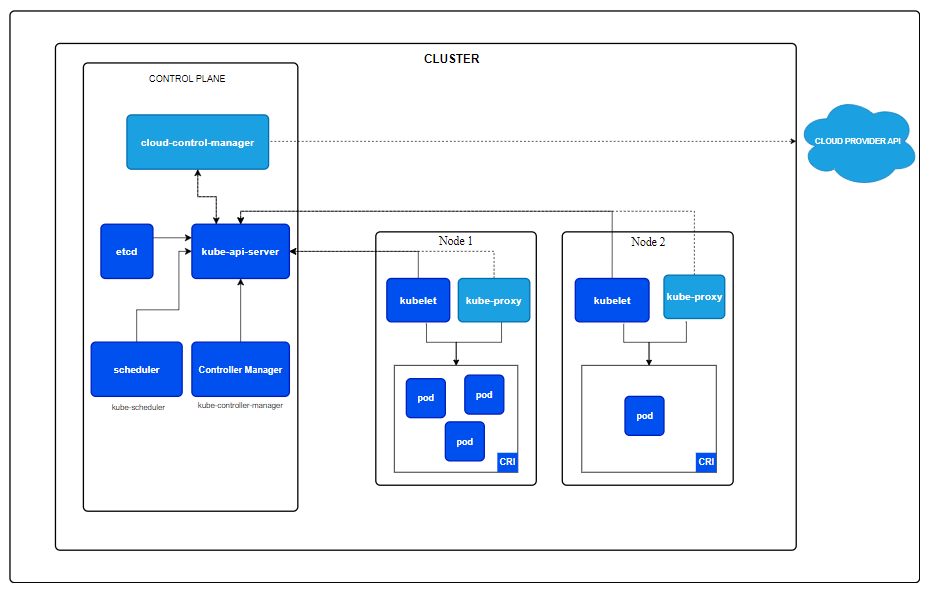 CLUSTER
CONTROL PLANE
cloud-control-manager
CLOUD PROVIDER API
etcd
kube-api-server
scheduler
kube-scheduler
Controller Manager
kube-controller-manager
Node 1
kubelet
kube-proxy
pod
pod
pod
CRI
Node 2
kubelet
kube-proxy
pod
CRI